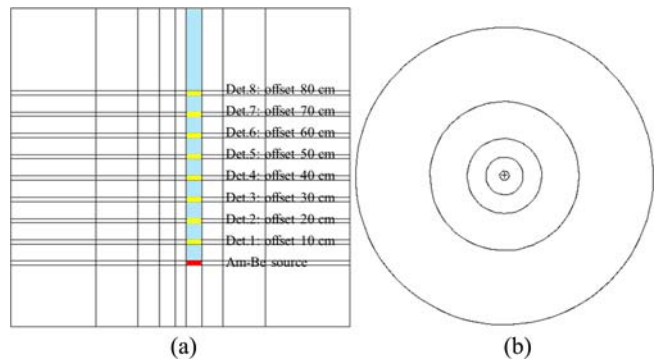 Det.8: offset 80 cm
Det.7: offset 70 cm
Det.6: offset 60 cm
Det.5: offset 50 cm
Det.4: offset 40 cm
Det.3: offset 30 cm
Det.2: offset 20 cm
Det.1: offset 10 cm
Am-Be source
(a)
(b)